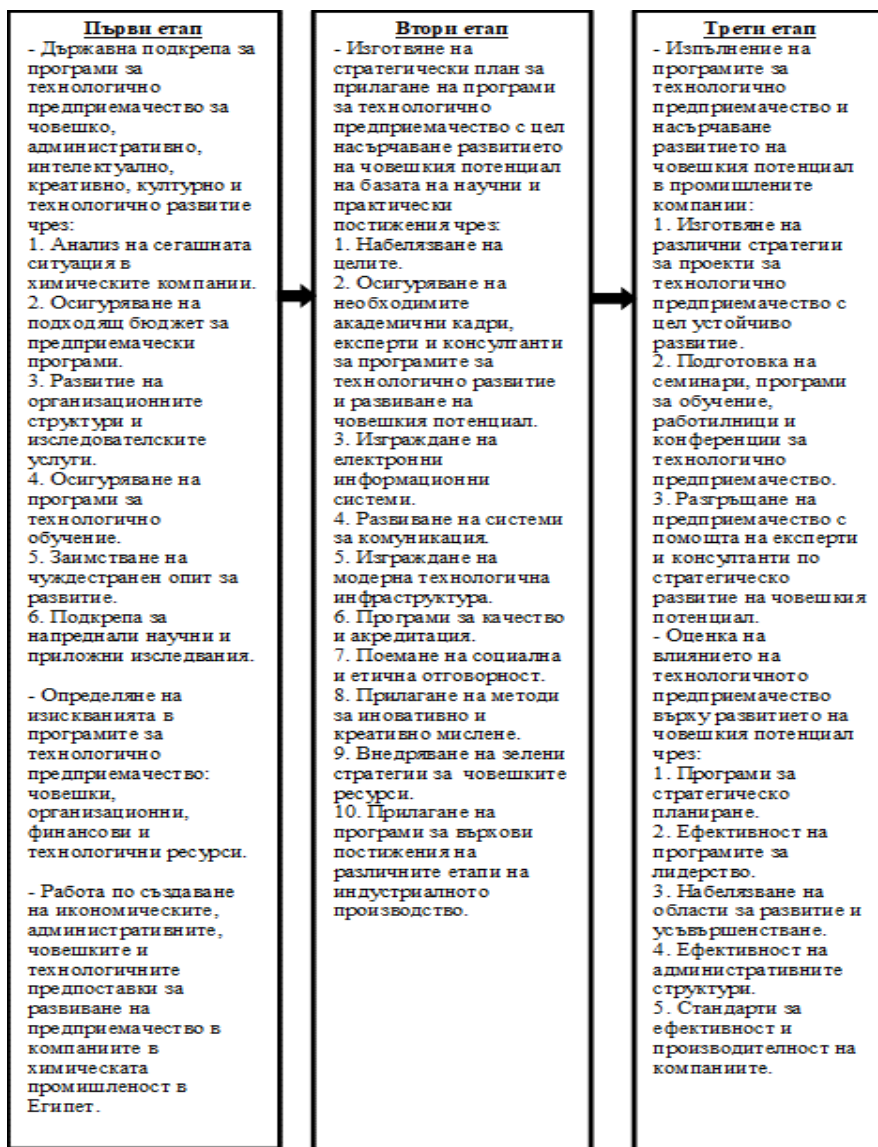 Първи етап
- Държавна подкрепа за
програми за
технологично
предприемачество за
човешко,
административно,
интелектуално,
креативно, културно и
технологично развитие
чрез:
1. Анализ на сегашната
ситуация в
химическите компании.
2. Осигуряване на
подходящ бюджет за
предприемачески
програми.
3. Развитие на
организационните
структури и
изследователските
услуги.
4. Осигуряване на
програми за
технологично
обучение.
5. Заимстване на
чуждестранен опит за
развитие.
6. Подкрепа за
напреднали научни и
приложни изследвания.
- Определяне на
изискванията в
програмите за
технологично
предприемачество:
човешки,
организационни,
финансови и
технологични ресурси.
- Работа по създаване
на икономическите,
административните,
човешките и
технологичните
предпоставки за
развиване на
предприемачество в
компаниите в
химическата
промишленост в
Египет.
Втори етап
- Изготвяне на
стратегически план за
прилагане на програми
за технологично
предприемачество с цел
насърчаване развитието
на човешкия потенциал
на базата на научни и
практически
постижения чрез:
1. Набелязване на
целите.
2. Осигуряване на
необходимите
академични кадри,
експерти и консултанти
за програмите за
технологично развитие
и развиване на
човешкия потенциал.
3. Изграждане на
електронни
информационни
системи.
4. Развиване на системи
за комуникация.
5. Изграждане на
модерна технологична
инфраструктура.
6. Програми за качество
и акредитация.
7. Поемане на социална
и етична отговорност.
8. Прилагане на методи
за иновативно и
креативно мислене.
9. Внедряване на зелени
стратегии за човешките
ресурси.
10. Прилагане на
програми за върхови
постижения на
различните етапи на
индустриалното
производство.
Трети етап
- Изпълнение на
програмите за
технологично
предприемачество и
насърчаване
развитието на
човешкия потенциал
в промишлените
компании:
1. Изготвяне на
различни стратегии
за проекти за
технологично
предприемачество с
цел устойчиво
развитие.
2. Подготовка на
семинари, програми
за обучение,
работилници и
конференции за
технологично
предприемачество.
3. Разгръщане на
предприемачество с
помощта на експерти
и консултанти по
стратегическо
развитие на човешкия
потенциал.
- Оценка на
влиянието на
технологичното
предприемачество
върху развитието на
човешкия потенциал
чрез:
1. Програми за
стратегическо
планиране.
2. Ефективност на
програмите за
лидерство.
3. Набелязване на
области за развитие и
усъвършенстване.
4. Ефективност на
административните
структури.
5. Стандарти за
ефективност и
производителност на
компаниите.